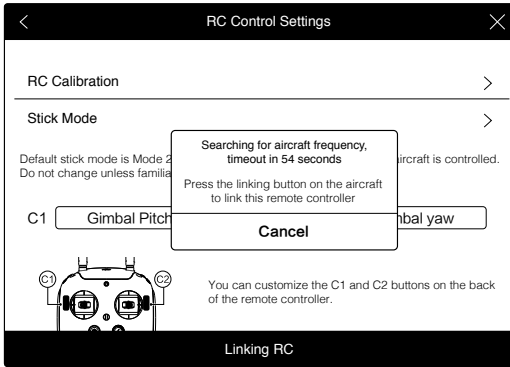 RC Control Settings
RC Calibration
Stick Mode
Searching for aircraft frequency,
timeout in 54 seconds
Press the linking button on the aircraft
to link this remote controller
Cancel
Default stick mode is Mode 2 aircraft is controlled.
Do not change unless
C1 Gimbal Pitch yaw
C1 C2
You can customize the C1 and C2 buttons on the back
of the remote controller.
Linking RC